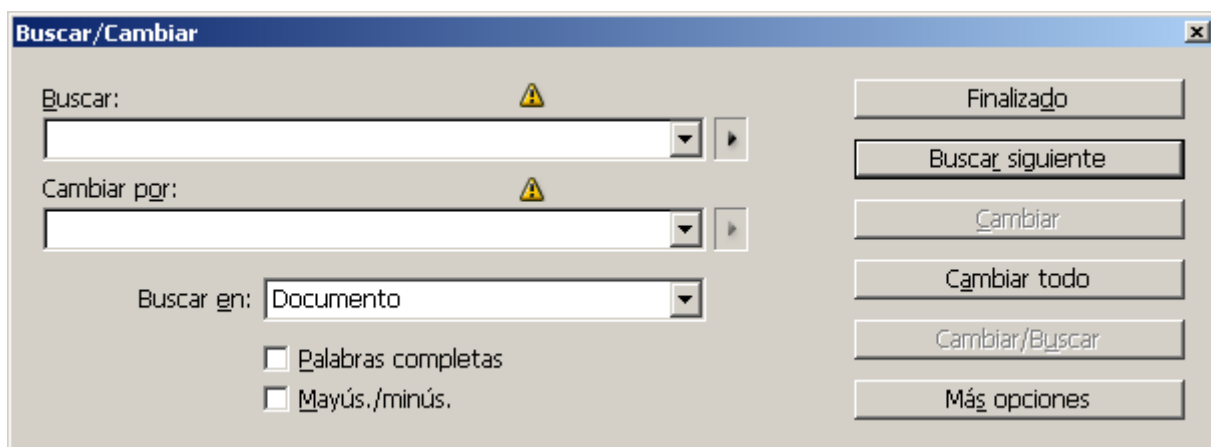 Buscar/Cambiar
Buscar:
Finalizado
Buscar siguiente
Cambiar por:
Cambiar
Buscar en: Documento
Cambiar todo
Palabras completas
Cambiar/Buscar
Mayús./minús.
Más opciones